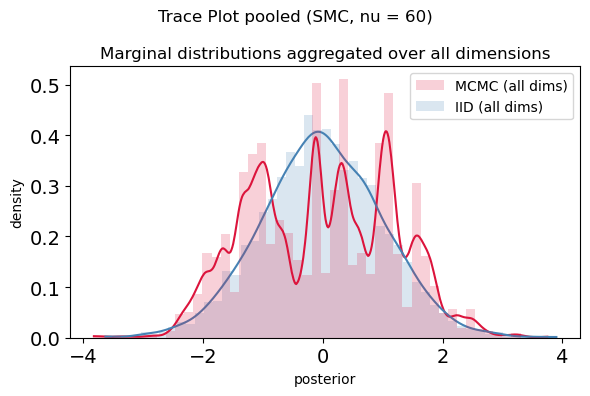 Trace Plot pooled (SMC, nu = 60)
Marginal distributions aggregated over all dimensions
MCMC (all dims)
IID (all dims)
density
0.5
0.4
0.3
0.2
0.1
0.0
−4 −2 0 2 4
posterior